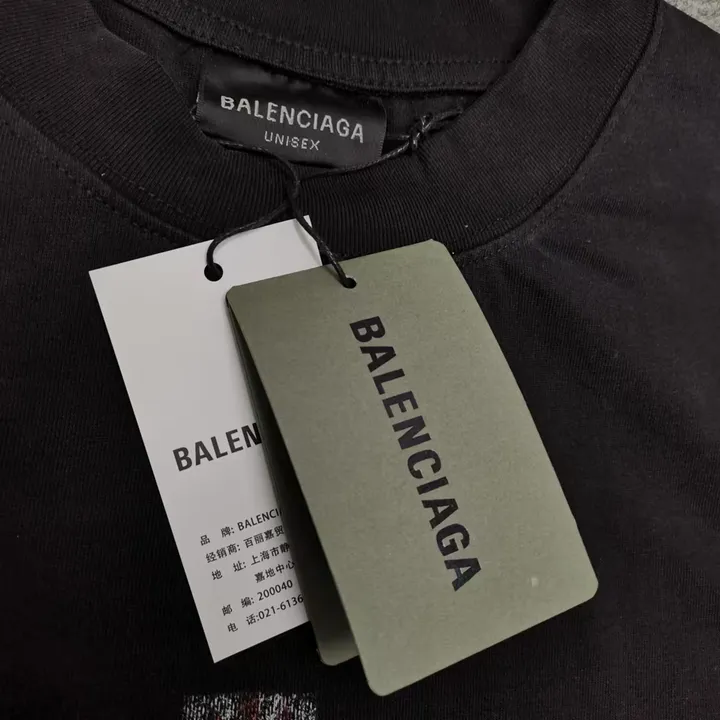 BALENCIAGA
UNISEX
BALENCIAGA
BALEN
品 牌: BALENCI
经销商: 百丽嘉贸
地 址: 上海市静
嘉地中心
邮 编: 200040
电 话:021-6136